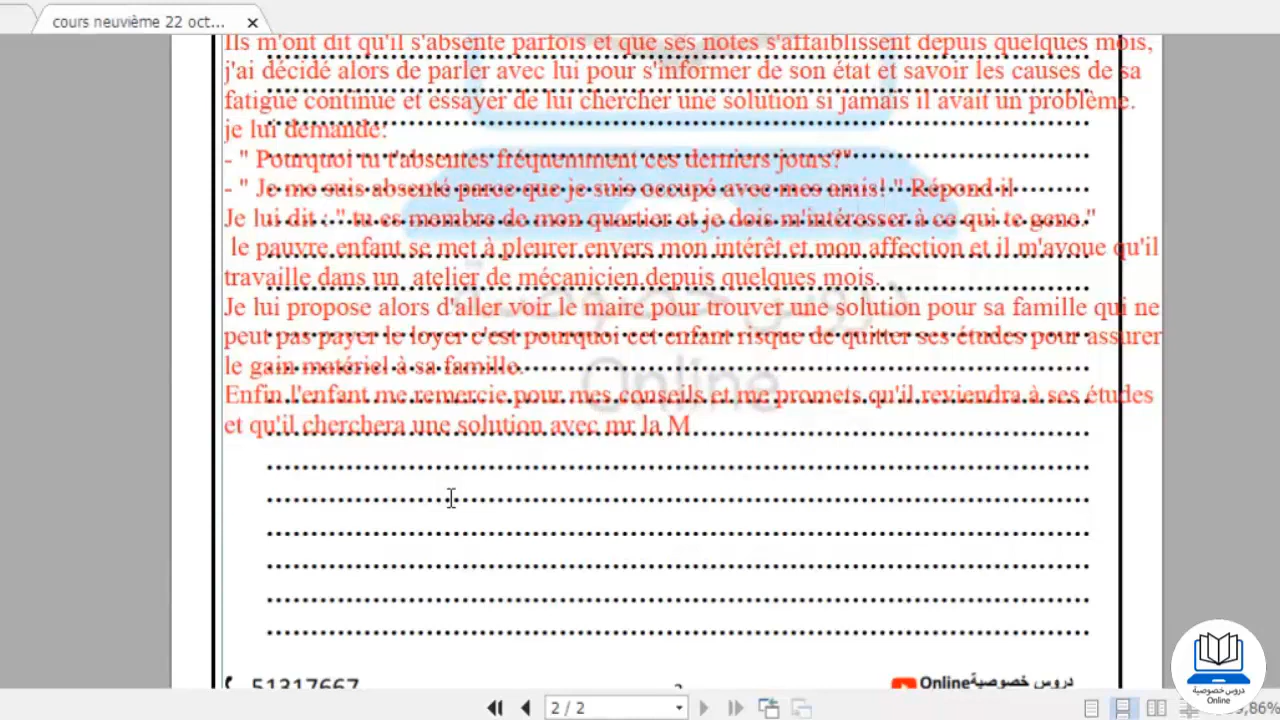 cours neuvième 22 oct...
Ils m'ont dit qu'il s'absente parfois et que ses notes s'affaiblissent depuis quelques mois,
j'ai décidé alors de parler avec lui pour s'informer de son état et savoir les causes de sa
fatigue continue et essayer de lui chercher une solution si jamais il avait un problème.
je lui demande:
- " Pourquoi tu t'absentes fréquemment ces derniers jours?"
- " Je me suis absenté parce que je suis occupé avec mes amis! " Répond il
Je lui dit : " tu es membre de mon quartier et je dois m'intéresser à ce qui te gene."
le pauvre enfant se met à pleurer envers mon intérêt et mon affection et il m'avoue qu'il
travaille dans un atelier de mécanicien depuis quelques mois.
Je lui propose alors d'aller voir le maire pour trouver une solution pour sa famille qui ne
peut pas payer le loyer c'est pourquoi cet enfant risque de quitter ses études pour assurer
le gain matériel à sa famille.
Enfin l'enfant me remercie pour mes conseils et me promets qu'il reviendra à ses études
et qu'il cherchera une solution avec mr la M
دروس خصوصية
Online
51317667
Online دروس خصوصية
2 / 2
دروس خصوصية
Online